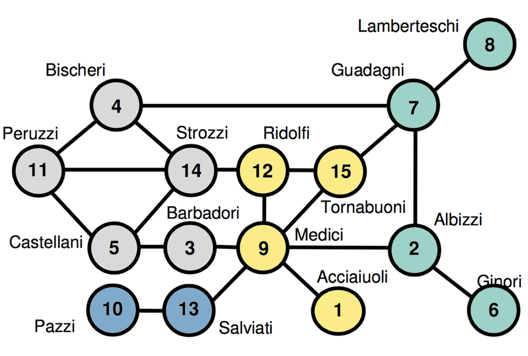 Lamberteschi
8
Bischeri
Guadagni
4
7
Peruzzi
Strozzi
Ridolfi
11
14
12
15
Barbadori
Tornabuoni
Albizzi
Castellani
5
3
9
Medici
2
Acciaiuoli
Ginori
10
13
1
6
Pazzi
Salviati